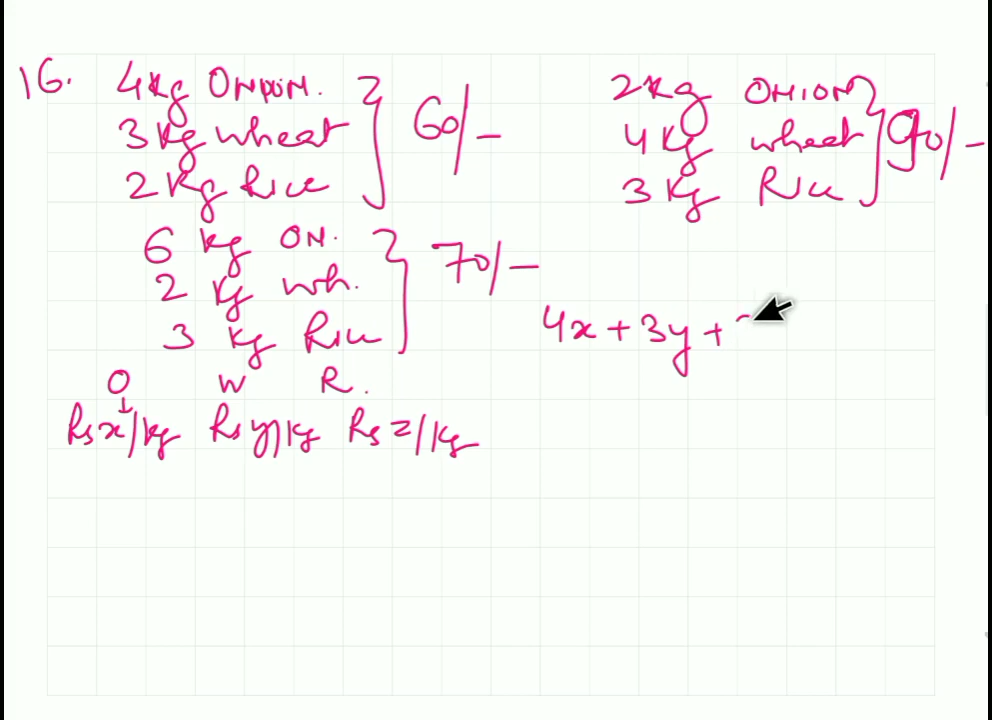 16. 4kg ONION. 60/- 2kg ONION 90/-
3kg wheat 4kg wheat
2kg Rice 3kg Rice
6 kg ON. 70/-
2 kg wh.
3 kg Rice 4x + 3y +
O W R.
Rs x/kg Rs y/kg Rs z/kg